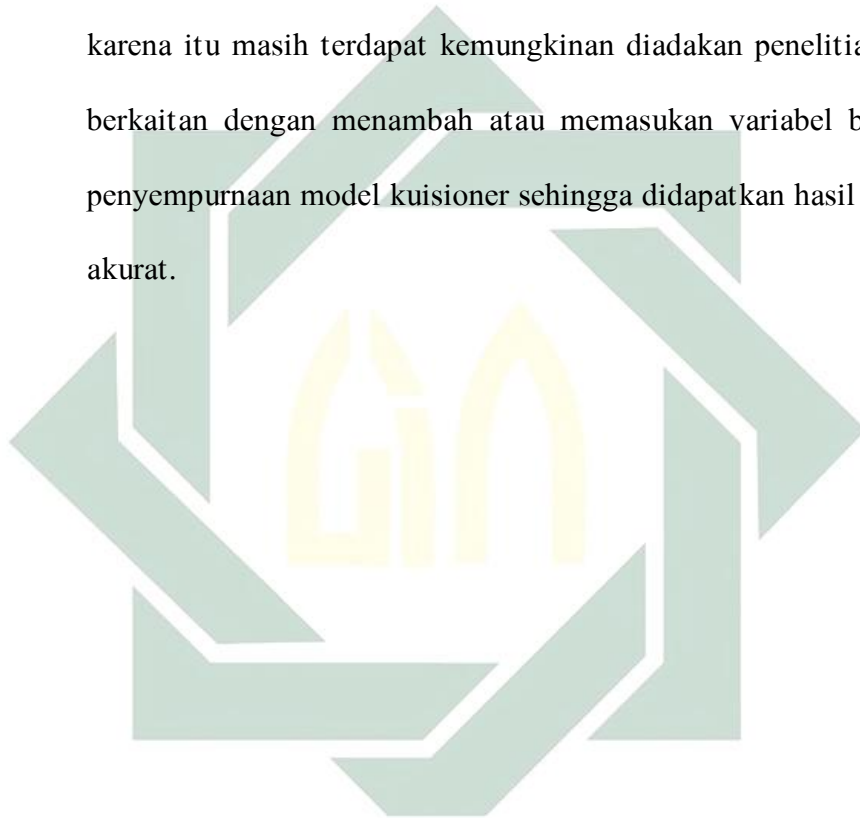 karena itu masih terdapat kemungkinan diadakan penelitia
berkaitan dengan menambah atau memasukan variabel b
penyempurnaan model kuisioner sehingga didapatkan hasil
akurat.